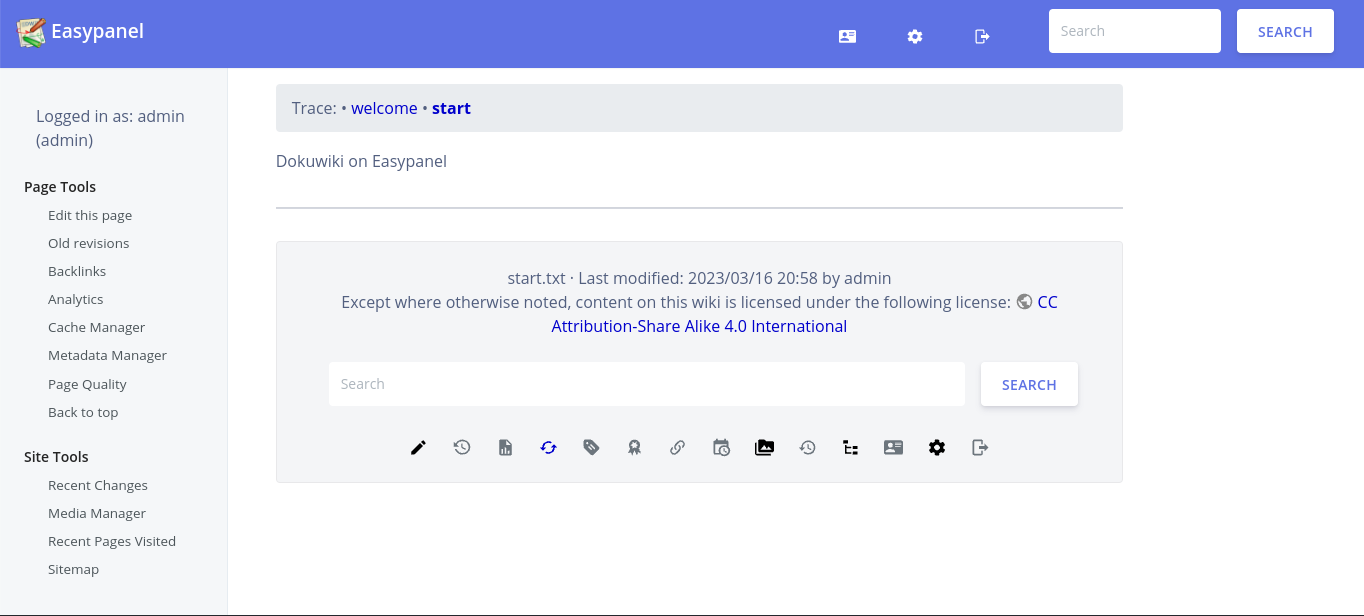 Easypanel
Search
SEARCH
Logged in as: admin
(admin)
Page Tools
Edit this page
Old revisions
Backlinks
Analytics
Cache Manager
Metadata Manager
Page Quality
Back to top
Site Tools
Recent Changes
Media Manager
Recent Pages Visited
Sitemap
Trace: • welcome • start
Dokuwiki on Easypanel
start.txt · Last modified: 2023/03/16 20:58 by admin
Except where otherwise noted, content on this wiki is licensed under the following license: CC
Attribution-Share Alike 4.0 International
Search
SEARCH